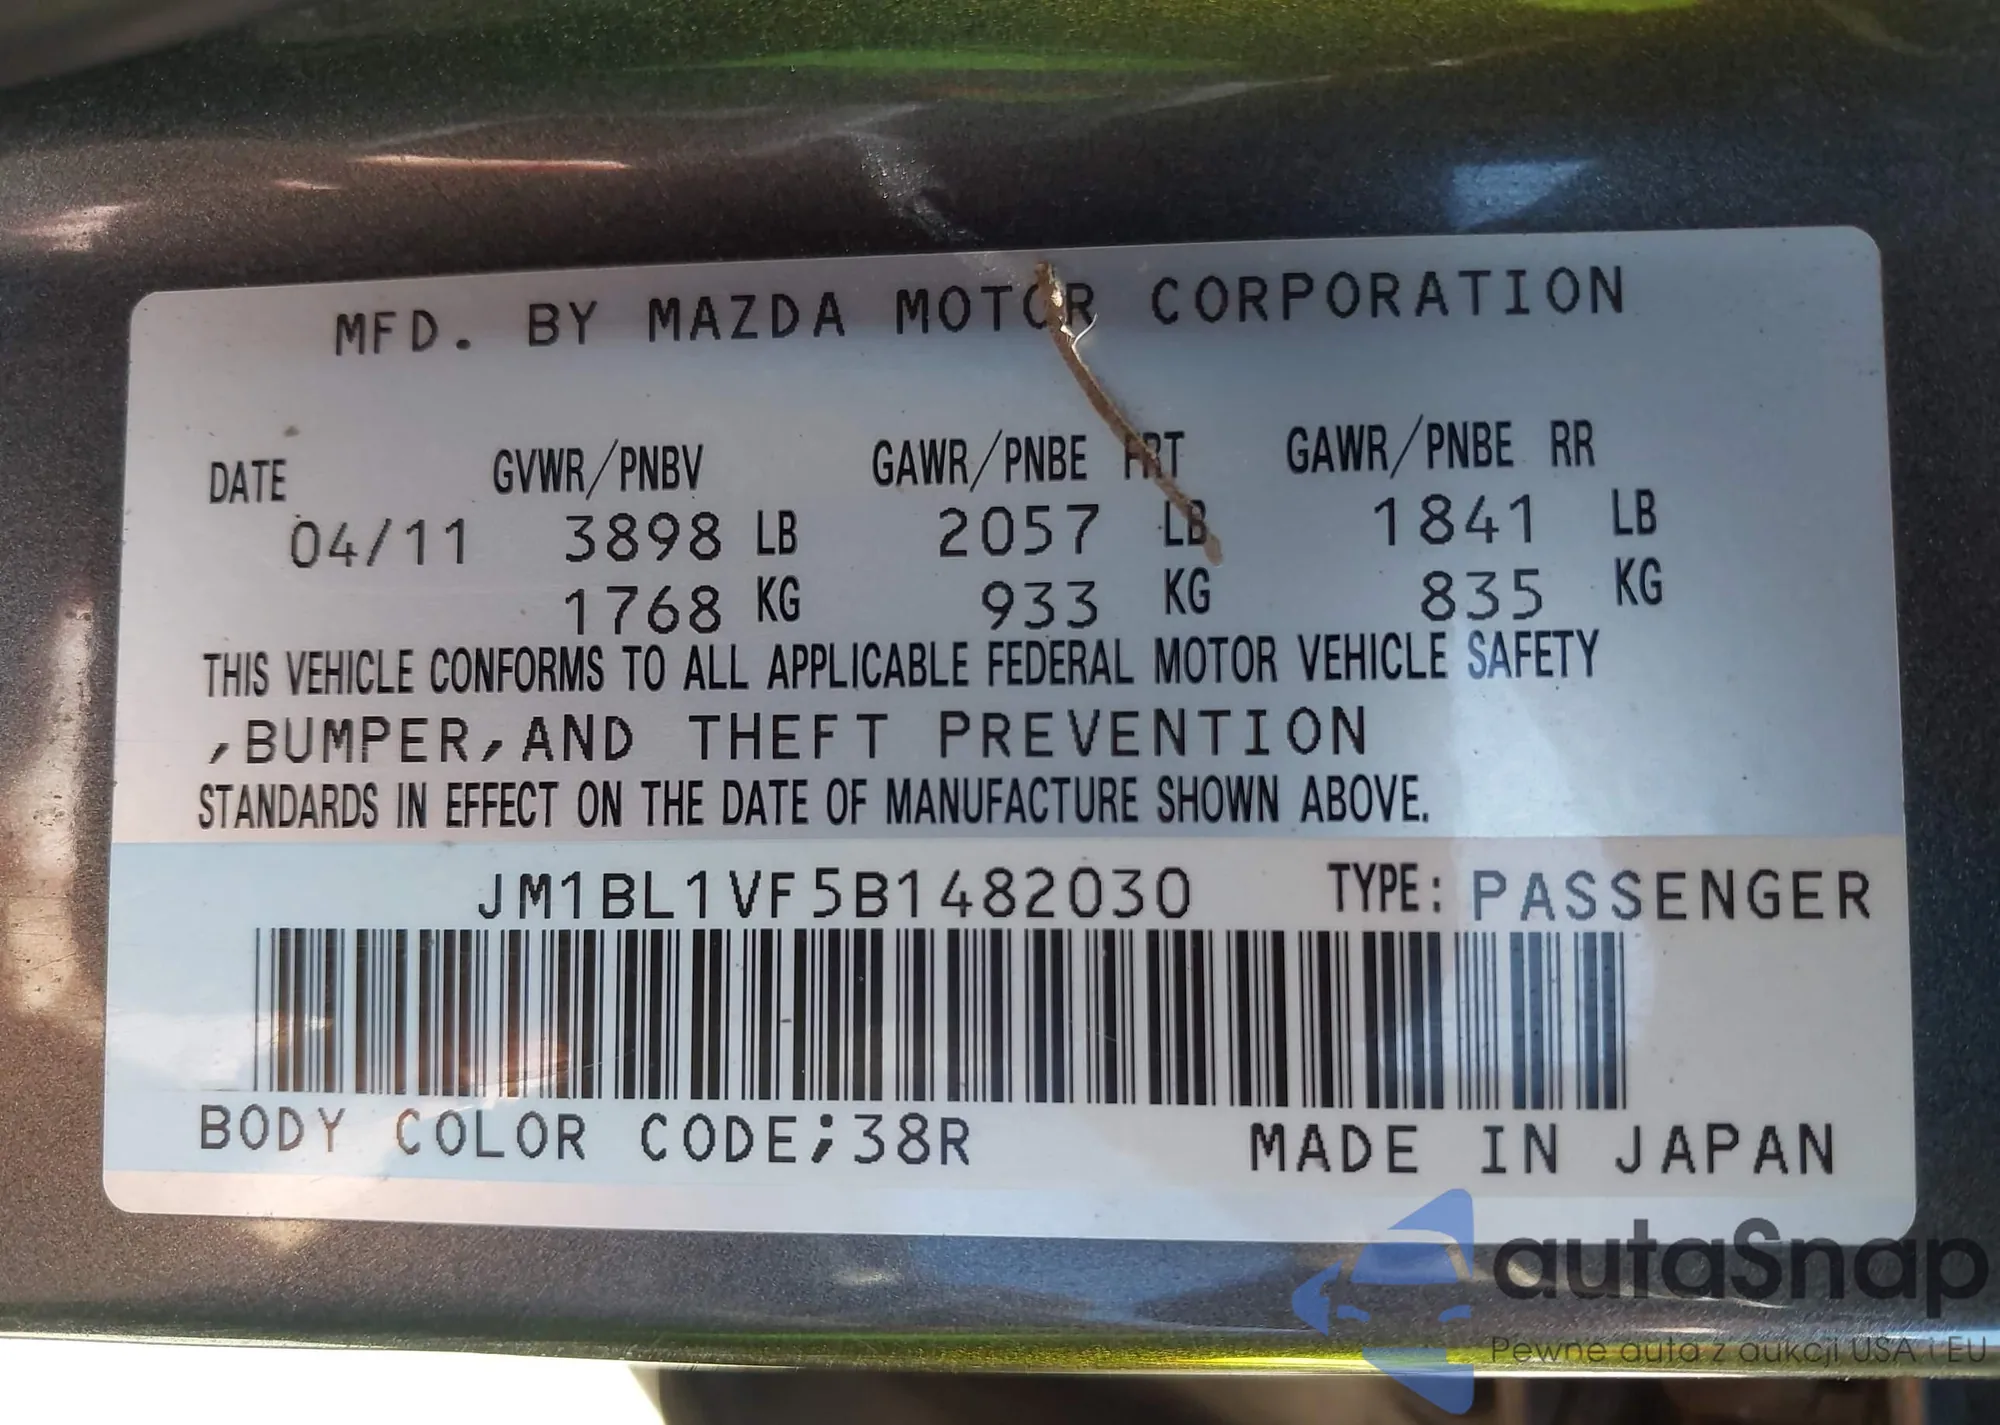 MFD. BY MAZDA MOTOR CORPORATION
DATE GVWR/PNBV GAWR/PNBE FRT GAWR/PNBE RR
04/11 3898 LB 2057 LB 1841 LB
1768 KG 933 KG 835 KG
THIS VEHICLE CONFORMS TO ALL APPLICABLE FEDERAL MOTOR VEHICLE SAFETY
,BUMPER,AND THEFT PREVENTION
STANDARDS IN EFFECT ON THE DATE OF MANUFACTURE SHOWN ABOVE.
JM1BL1VF5B1482030 TYPE: PASSENGER
BODY COLOR CODE;38R MADE IN JAPAN
autaSnap
Pewne auta z aukcji USA i EU